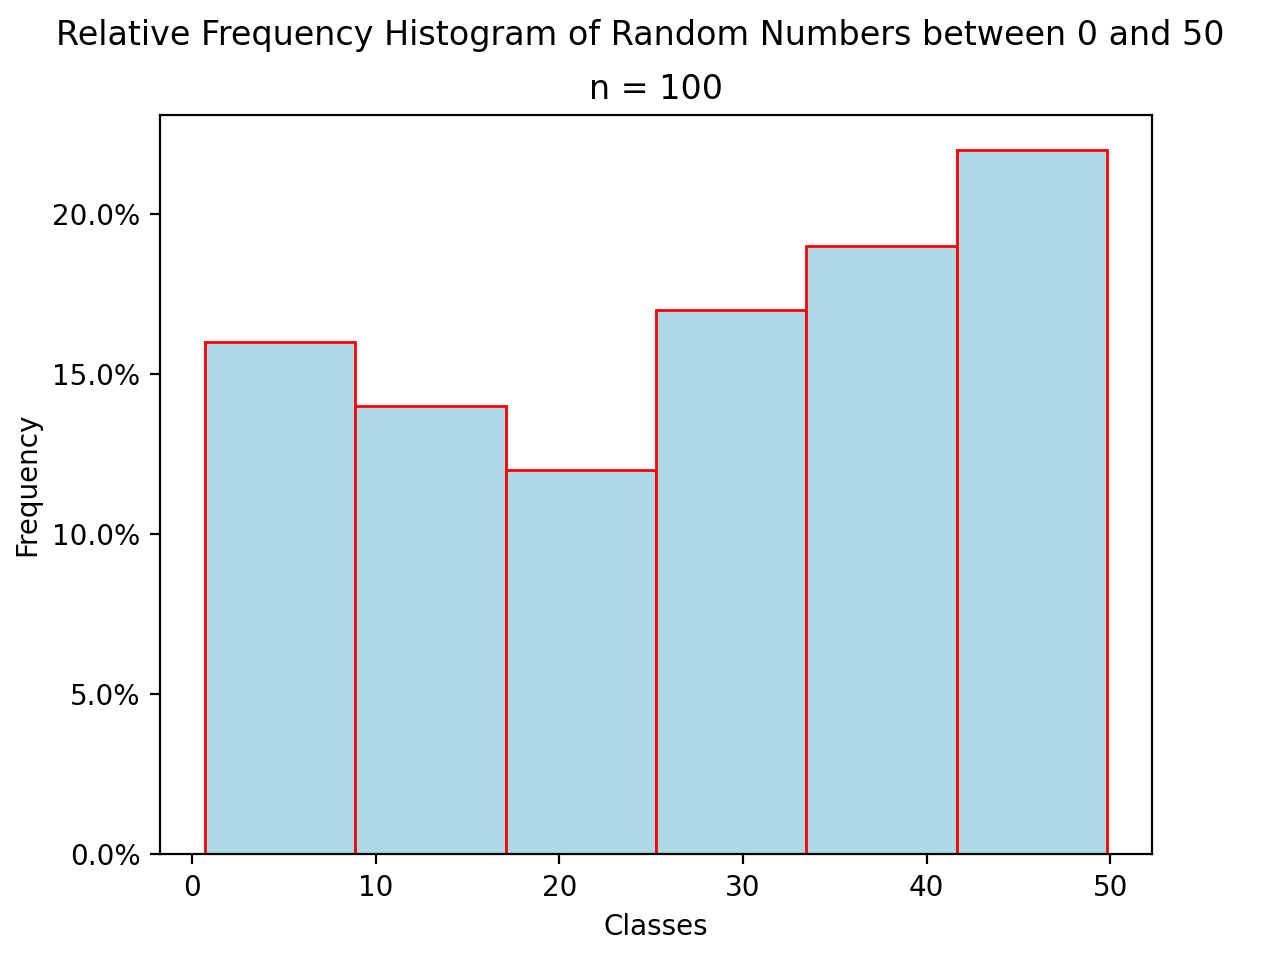 Relative Frequency Histogram of Random Numbers between 0 and 50
n = 100
20.0%
15.0%
10.0%
5.0%
0.0%
Frequency
0 10 20 30 40 50
Classes